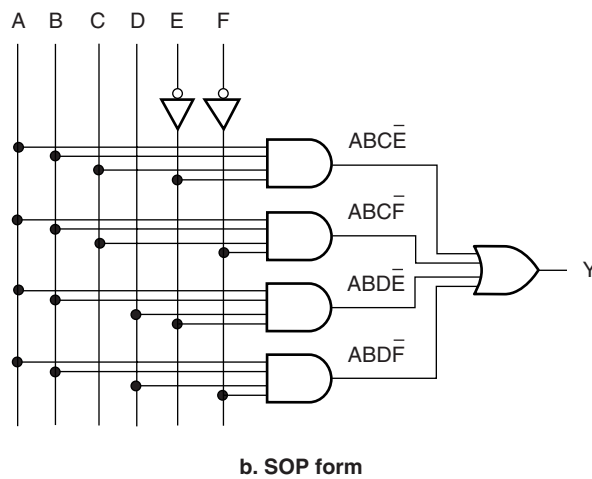 A B C D E F
ABCE̅
ABCF̅
Y
ABDE̅
ABDF̅
b. SOP form